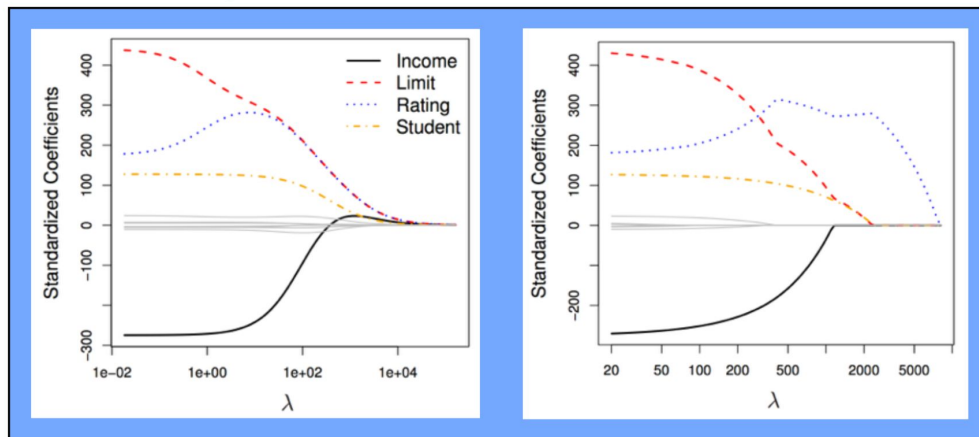 Standardized Coefficients
400
300
200
100
0
-100
-300
1e-02
1e+00
1e+02
1e+04
λ
Income
Limit
Rating
Student
Standardized Coefficients
400
300
200
100
0
-200
20
50
100
200
500
2000
5000
λ